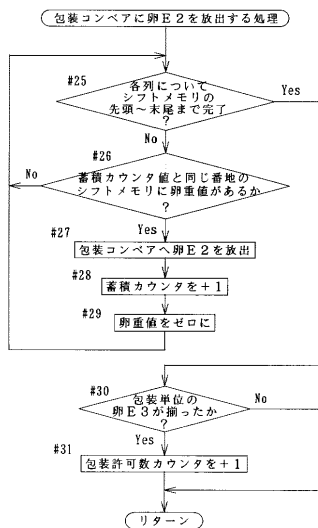 包装コンベアに卵E2を放出する処理
#25
各列について
シフトメモリの
先頭～末尾まで完了
?
Yes
No
#26
No
蓄積カウンタ値と同じ番地の
シフトメモリに卵重値があるか
?
Yes
#27
包装コンベアへ卵E2を放出
#28
蓄積カウンタを+1
#29
卵重値をゼロに
#30
包装単位の
卵E3が揃ったか
?
No
Yes
#31
包装許可数カウンタを+1
リターン